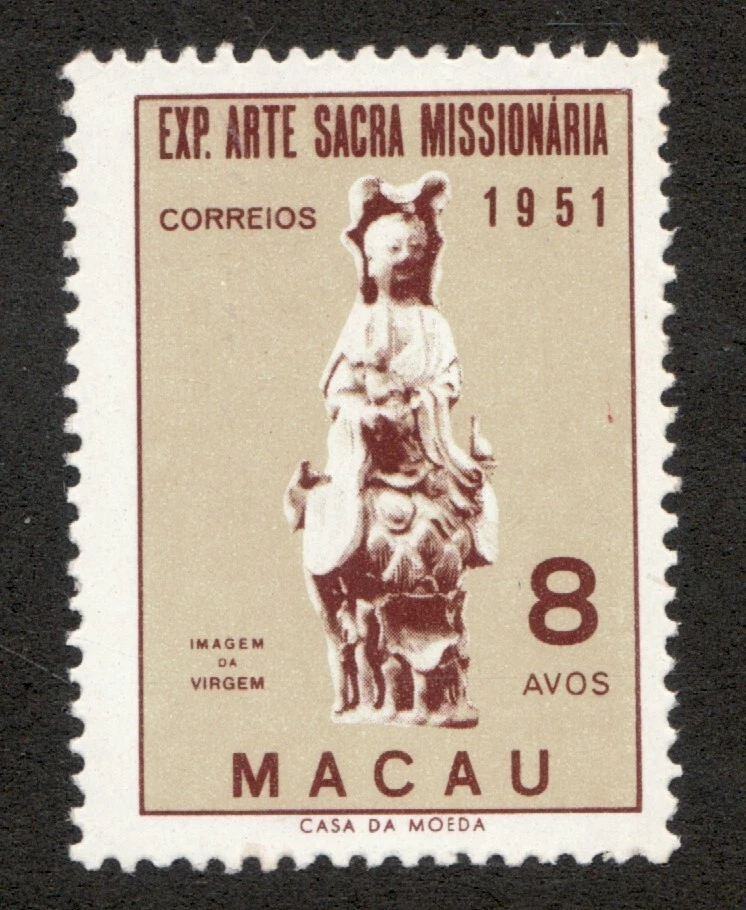 EXP. ARTE SACRA MISSIONÁRIA
CORREIOS
1951
8
AVOS
IMAGEM
DA
VIRGEM
MACAU
CASA DA MOEDA